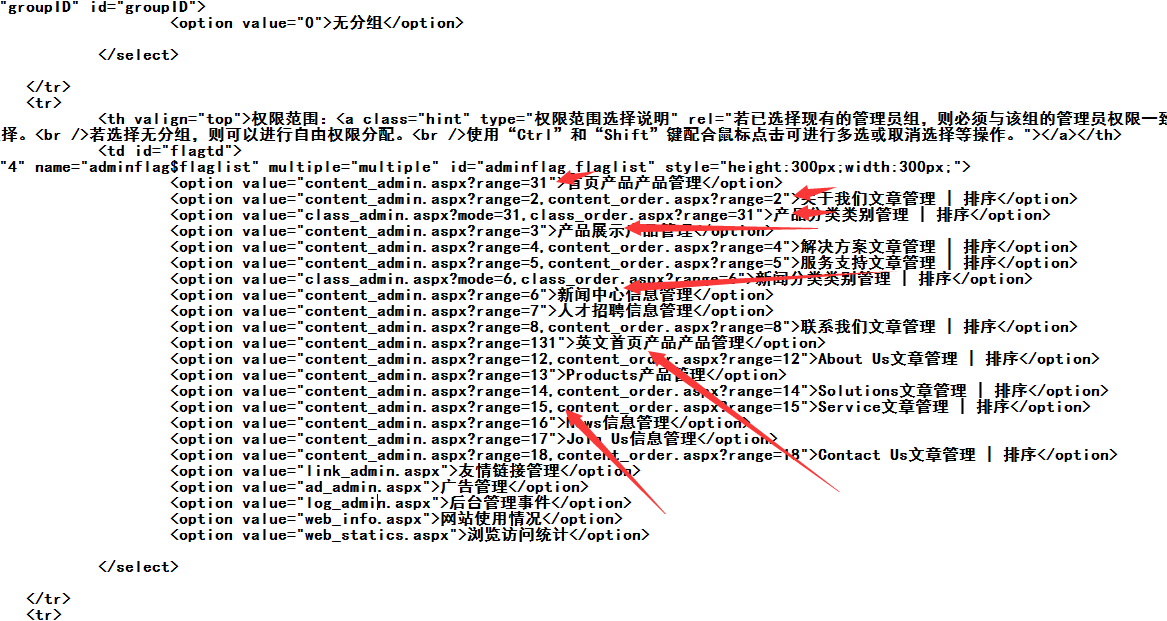 "groupID" id="groupID">
<option value="0">无分组</option>
</select>
</tr>
<tr>
<th valign="top">权限范围：<a class="hint" type="权限范围选择说明" rel="若已选择现有的管理员组，则必须与该组的管理员权限一致
择。<br />若选择无分组，则可以进行自由权限分配。<br />使用“Ctrl”和“Shift”键配合鼠标点击可进行多选或取消选择等操作。"></a></th>
<td id="flagtd">
"4" name="adminflag$flaglist" multiple="multiple" id="adminflag_flaglist" style="height:300px;width:300px;">
<option value="content_admin.aspx?range=31">首页产品产品管理</option>
<option value="content_admin.aspx?range=2,content_order.aspx?range=2">关于我们文章管理 | 排序</option>
<option value="class_admin.aspx?mode=31,class_order.aspx?range=31">产品分类类别管理 | 排序</option>
<option value="content_admin.aspx?range=3">产品展示产品管理</option>
<option value="content_admin.aspx?range=4,content_order.aspx?range=4">解决方案文章管理 | 排序</option>
<option value="content_admin.aspx?range=5,content_order.aspx?range=5">服务支持文章管理 | 排序</option>
<option value="class_admin.aspx?mode=6,class_order.aspx?range=6">新闻分类类别管理 | 排序</option>
<option value="content_admin.aspx?range=6">新闻中心信息管理</option>
<option value="content_admin.aspx?range=7">人才招聘信息管理</option>
<option value="content_admin.aspx?range=8,content_order.aspx?range=8">联系我们文章管理 | 排序</option>
<option value="content_admin.aspx?range=131">英文首页产品产品管理</option>
<option value="content_admin.aspx?range=12,content_order.aspx?range=12">About Us文章管理 | 排序</option>
<option value="content_admin.aspx?range=13">Products产品管理</option>
<option value="content_admin.aspx?range=14,content_order.aspx?range=14">Solutions文章管理 | 排序</option>
<option value="content_admin.aspx?range=15,content_order.aspx?range=15">Service文章管理 | 排序</option>
<option value="content_admin.aspx?range=16">News信息管理</option>
<option value="content_admin.aspx?range=17">Join Us信息管理</option>
<option value="content_admin.aspx?range=18,content_order.aspx?range=18">Contact Us文章管理 | 排序</option>
<option value="link_admin.aspx">友情链接管理</option>
<option value="ad_admin.aspx">广告管理</option>
<option value="log_admin.aspx">后台管理事件</option>
<option value="web_info.aspx">网站使用情况</option>
<option value="web_statics.aspx">浏览访问统计</option>
</select>
</tr>
<tr>